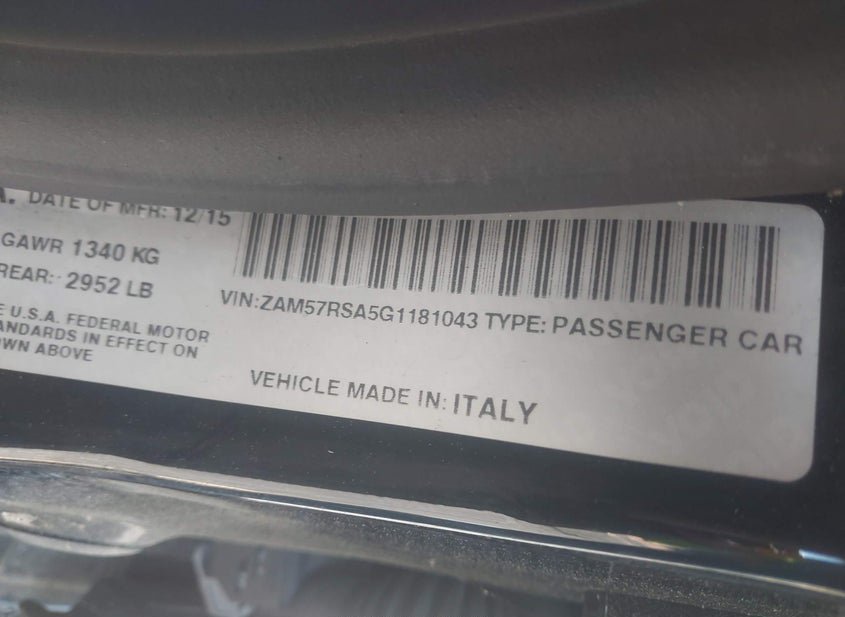 A. DATE OF MFR: 12/15
GAWR 1340 KG
REAR: 2952 LB
E U.S.A. FEDERAL MOTOR
ANDARDS IN EFFECT ON
OWN ABOVE
VIN:ZAM57RSA5G1181043 TYPE: PASSENGER CAR
VEHICLE MADE IN: ITALY